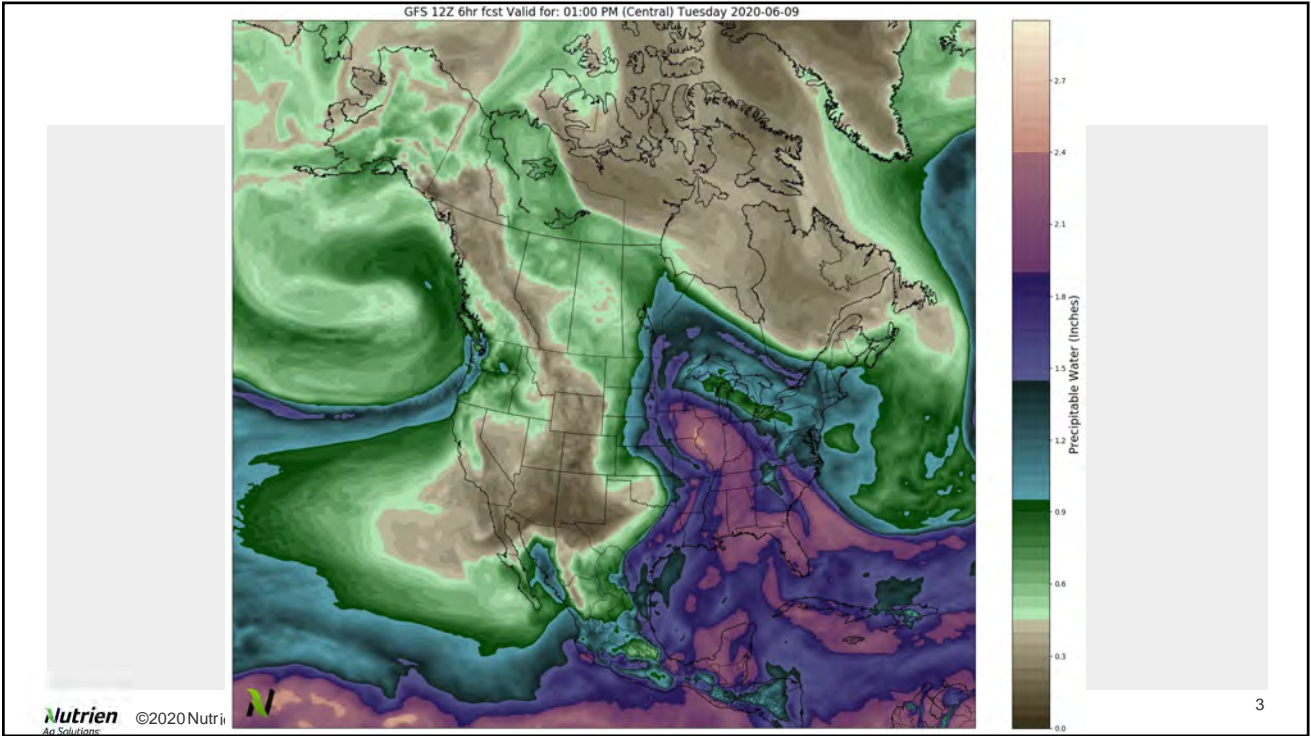 GFS 12Z 6hr fcst Valid for: 01:00 PM (Central) Tuesday 2020-06-09
2.7
2.4
2.1
1.8
1.5
1.2
0.9
0.6
0.3
0.0
Precipitable Water (Inches)
Nutrien
Ag Solutions
©2020 Nutri
3